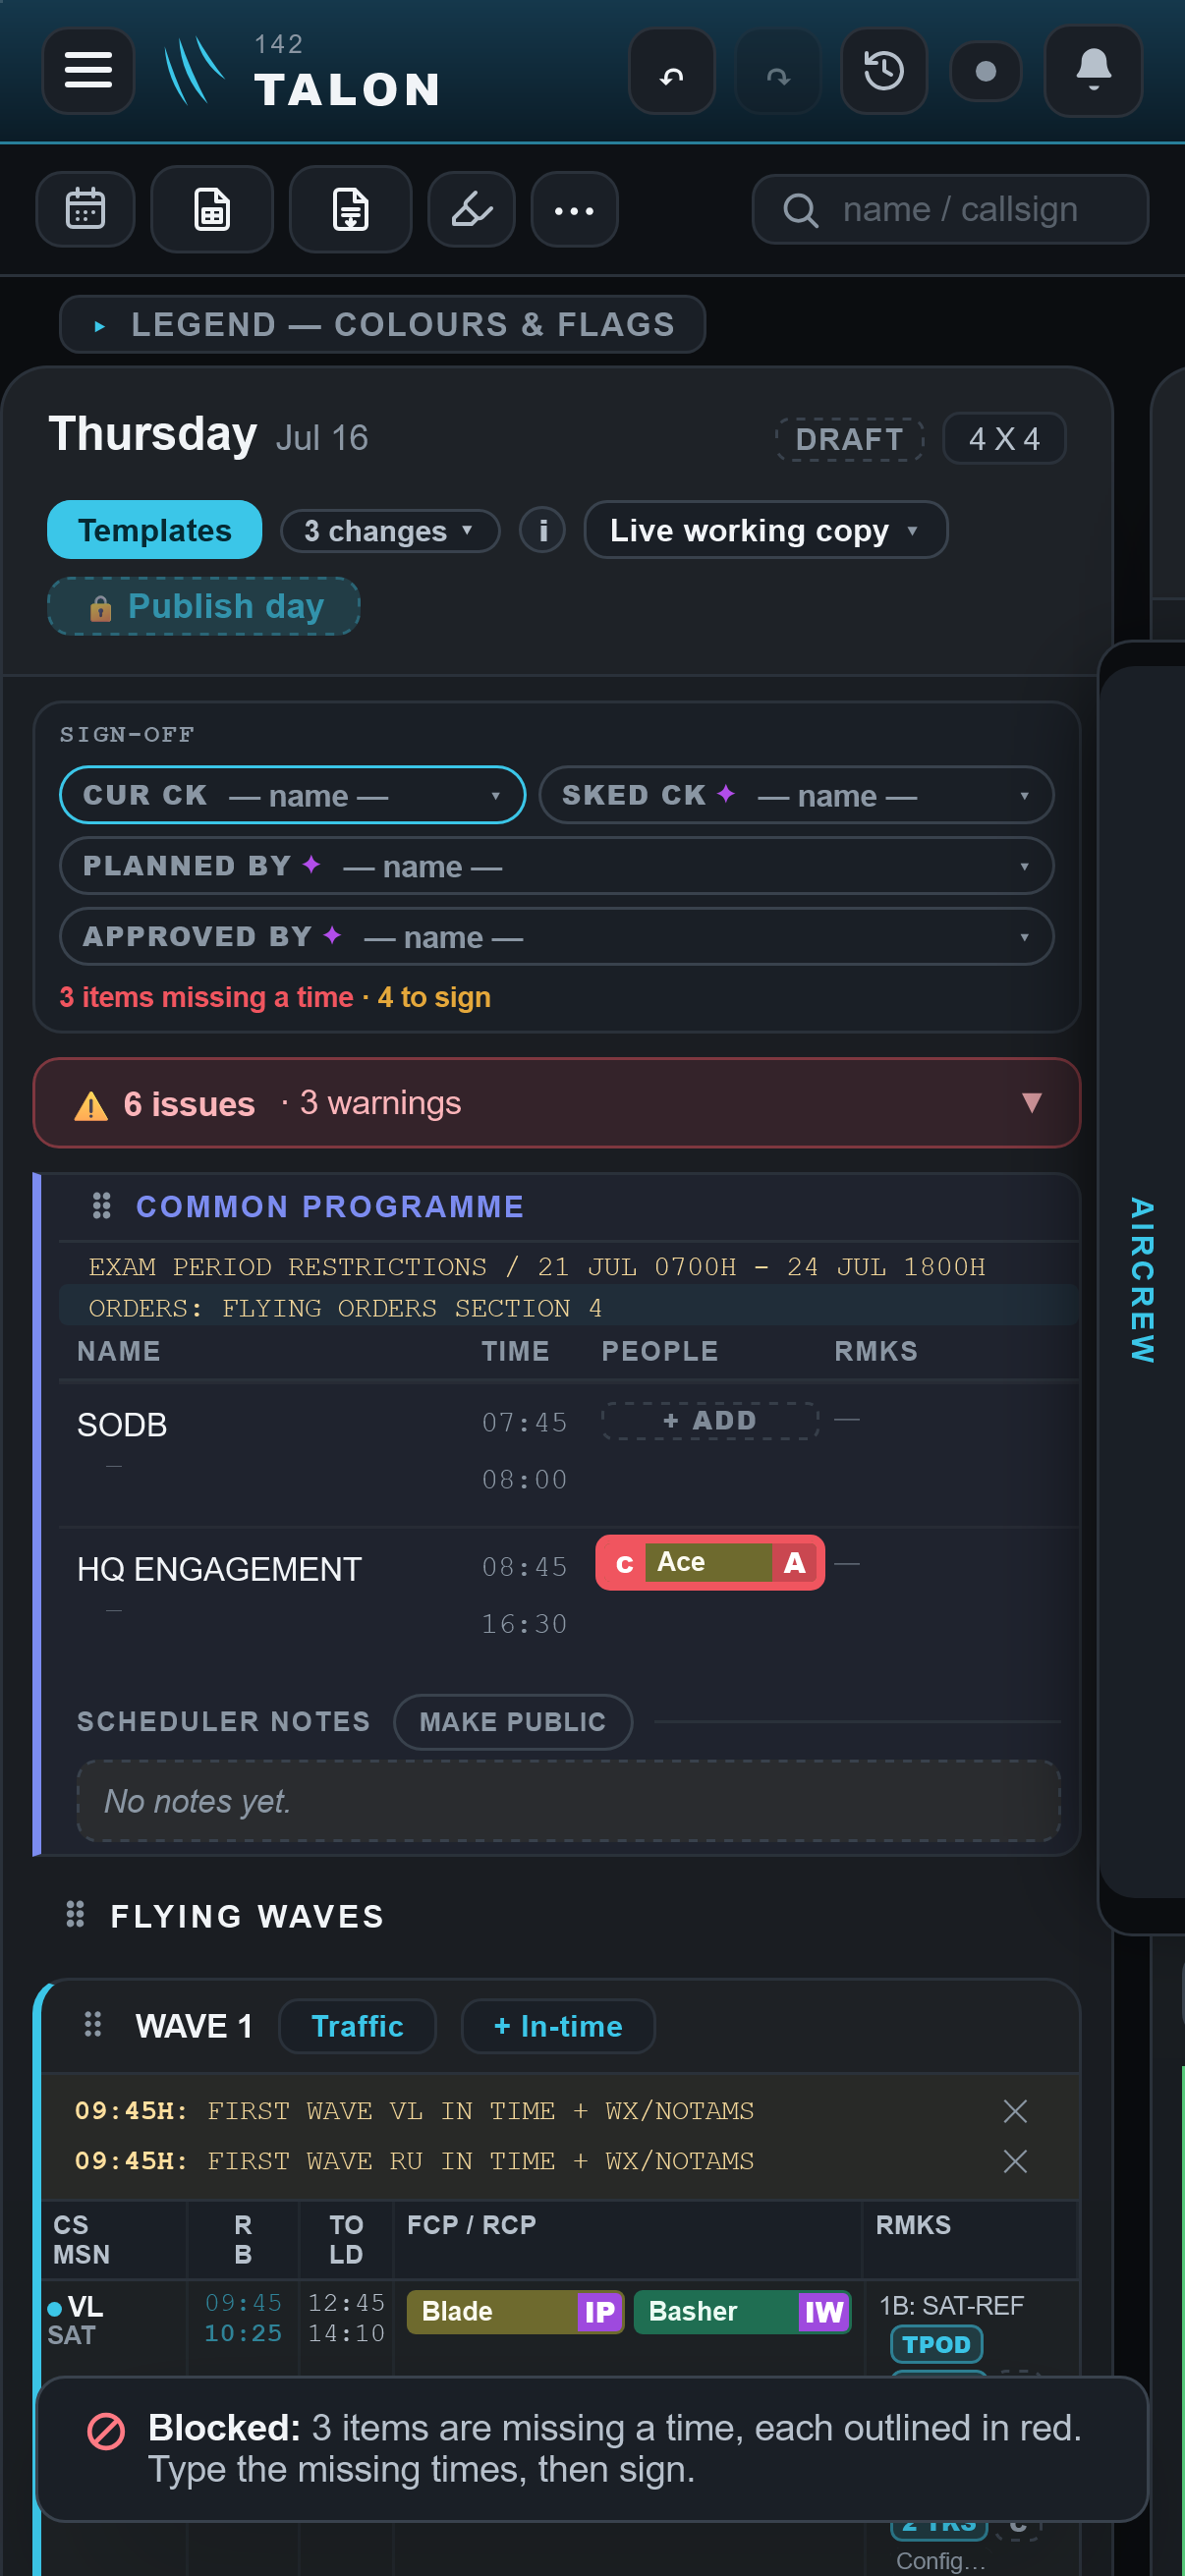 142
TALON
name / callsign
LEGEND — COLOURS & FLAGS
Thursday Jul 16
DRAFT
4 X 4
Templates
3 changes
i
Live working copy
Publish day
SIGN-OFF
CUR CK — name —
SKED CK — name —
PLANNED BY — name —
APPROVED BY — name —
3 items missing a time · 4 to sign
6 issues · 3 warnings
AIRCREW
COMMON PROGRAMME
EXAM PERIOD RESTRICTIONS / 21 JUL 0700H - 24 JUL 1800H
ORDERS: FLYING ORDERS SECTION 4
NAME TIME PEOPLE RMKS
SODB 07:45 + ADD —
— 08:00
HQ ENGAGEMENT 08:45 C Ace A —
— 16:30
SCHEDULER NOTES MAKE PUBLIC
No notes yet.
FLYING WAVES
WAVE 1 Traffic + In-time
09:45H: FIRST WAVE VL IN TIME + WX/NOTAMS
09:45H: FIRST WAVE RU IN TIME + WX/NOTAMS
CS R TO FCP / RCP RMKS
MSN B LD
VL 09:45 12:45 Blade IP Basher IW 1B: SAT-REF
SAT 10:25 14:10
TPOD
Blocked: 3 items are missing a time, each outlined in red.
Type the missing times, then sign.
Config...